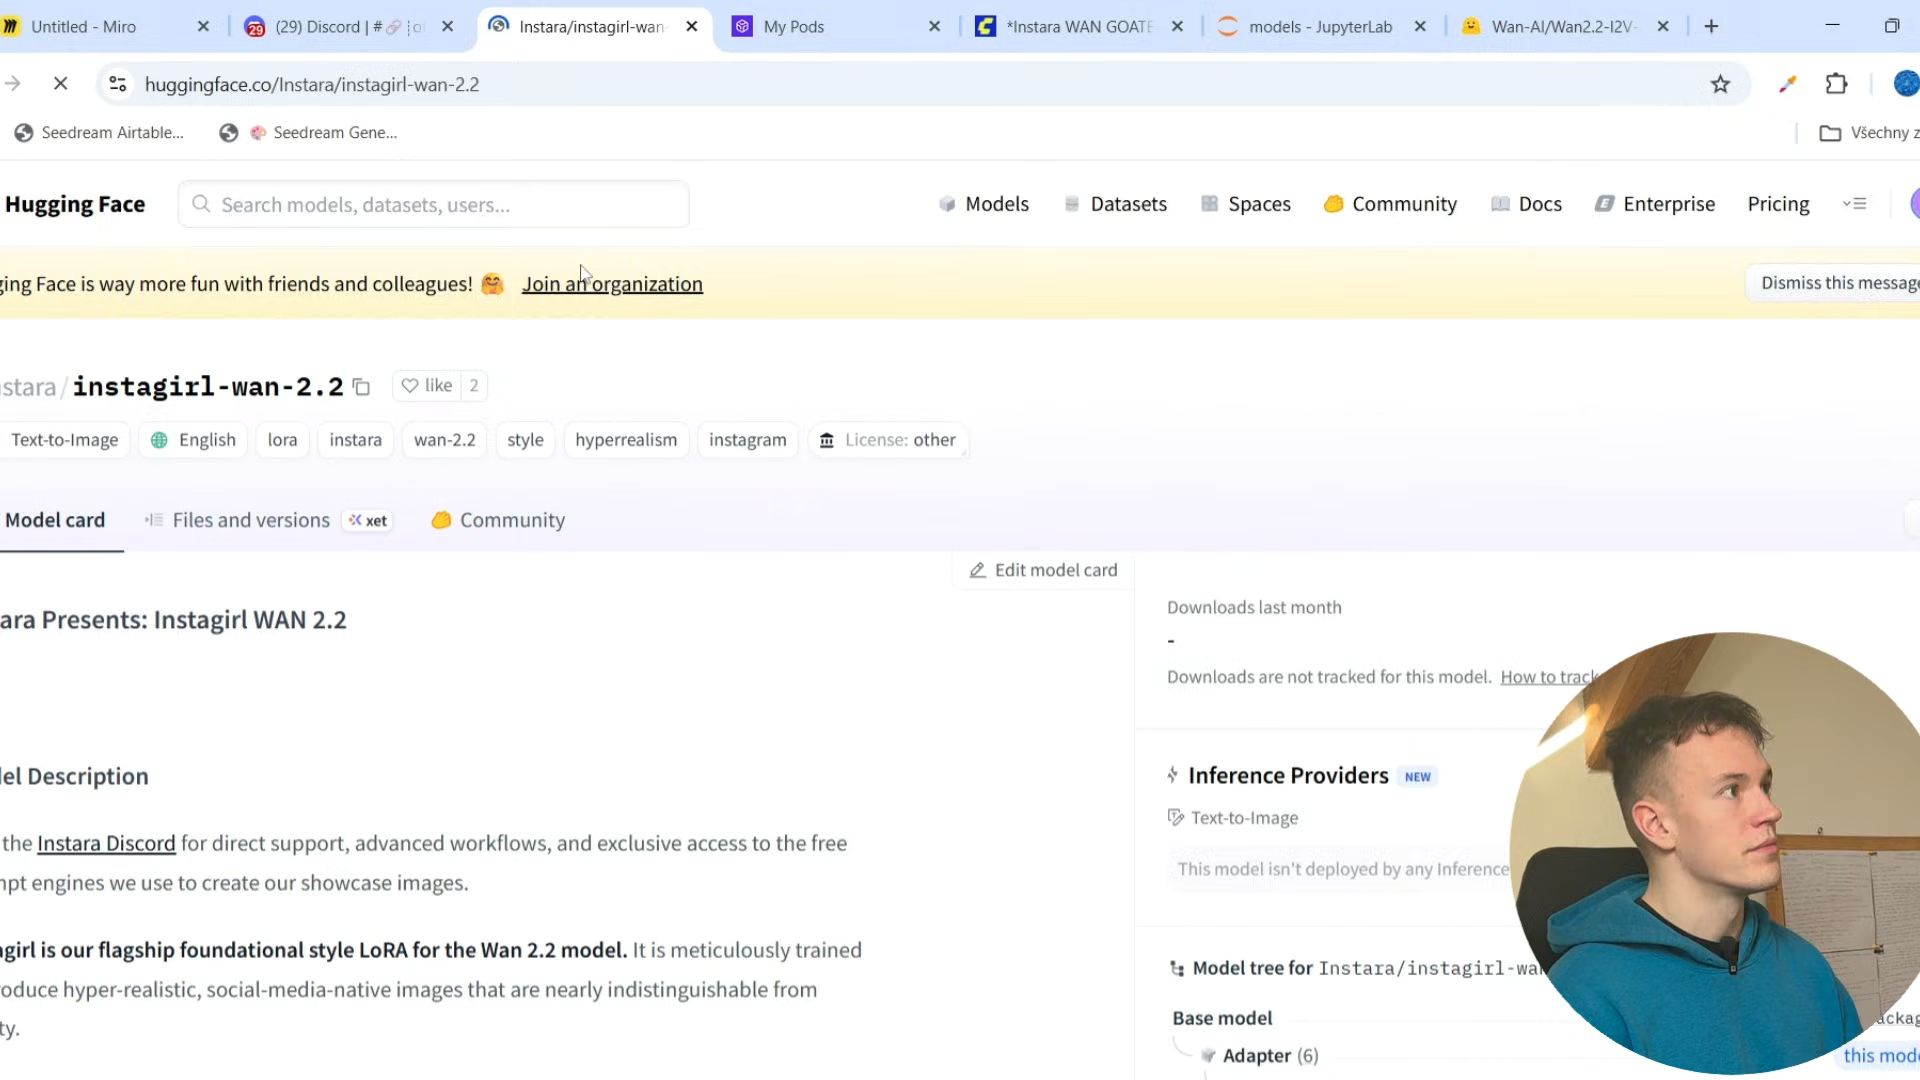 Untitled - Miro
(29) Discord | #
Instara/instagirl-wan-
My Pods
*Instara WAN GOATE
models - JupyterLab
Wan-AI/Wan2.2-I2V-
huggingface.co/Instara/instagirl-wan-2.2
Seedream Airtable...
Seedream Gene...
Všechny z
Hugging Face
Search models, datasets, users...
Models
Datasets
Spaces
Community
Docs
Enterprise
Pricing
ging Face is way more fun with friends and colleagues! 🤗 Join an organization
Dismiss this message
nstara/instagirl-wan-2.2
like 2
Text-to-Image
English
lora
instara
wan-2.2
style
hyperrealism
instagram
License: other
Model card
Files and versions
xet
Community
Edit model card
tara Presents: Instagirl WAN 2.2
Downloads last month
-
Downloads are not tracked for this model. How to track
del Description
Inference Providers NEW
Text-to-Image
the Instara Discord for direct support, advanced workflows, and exclusive access to the free
mpt engines we use to create our showcase images.
This model isn't deployed by any Inference
agirl is our flagship foundational style LoRA for the Wan 2.2 model. It is meticulously trained
roduce hyper-realistic, social-media-native images that are nearly indistinguishable from
ty.
Model tree for Instara/instagirl-wan
Base model
Adapter (6)
this mode